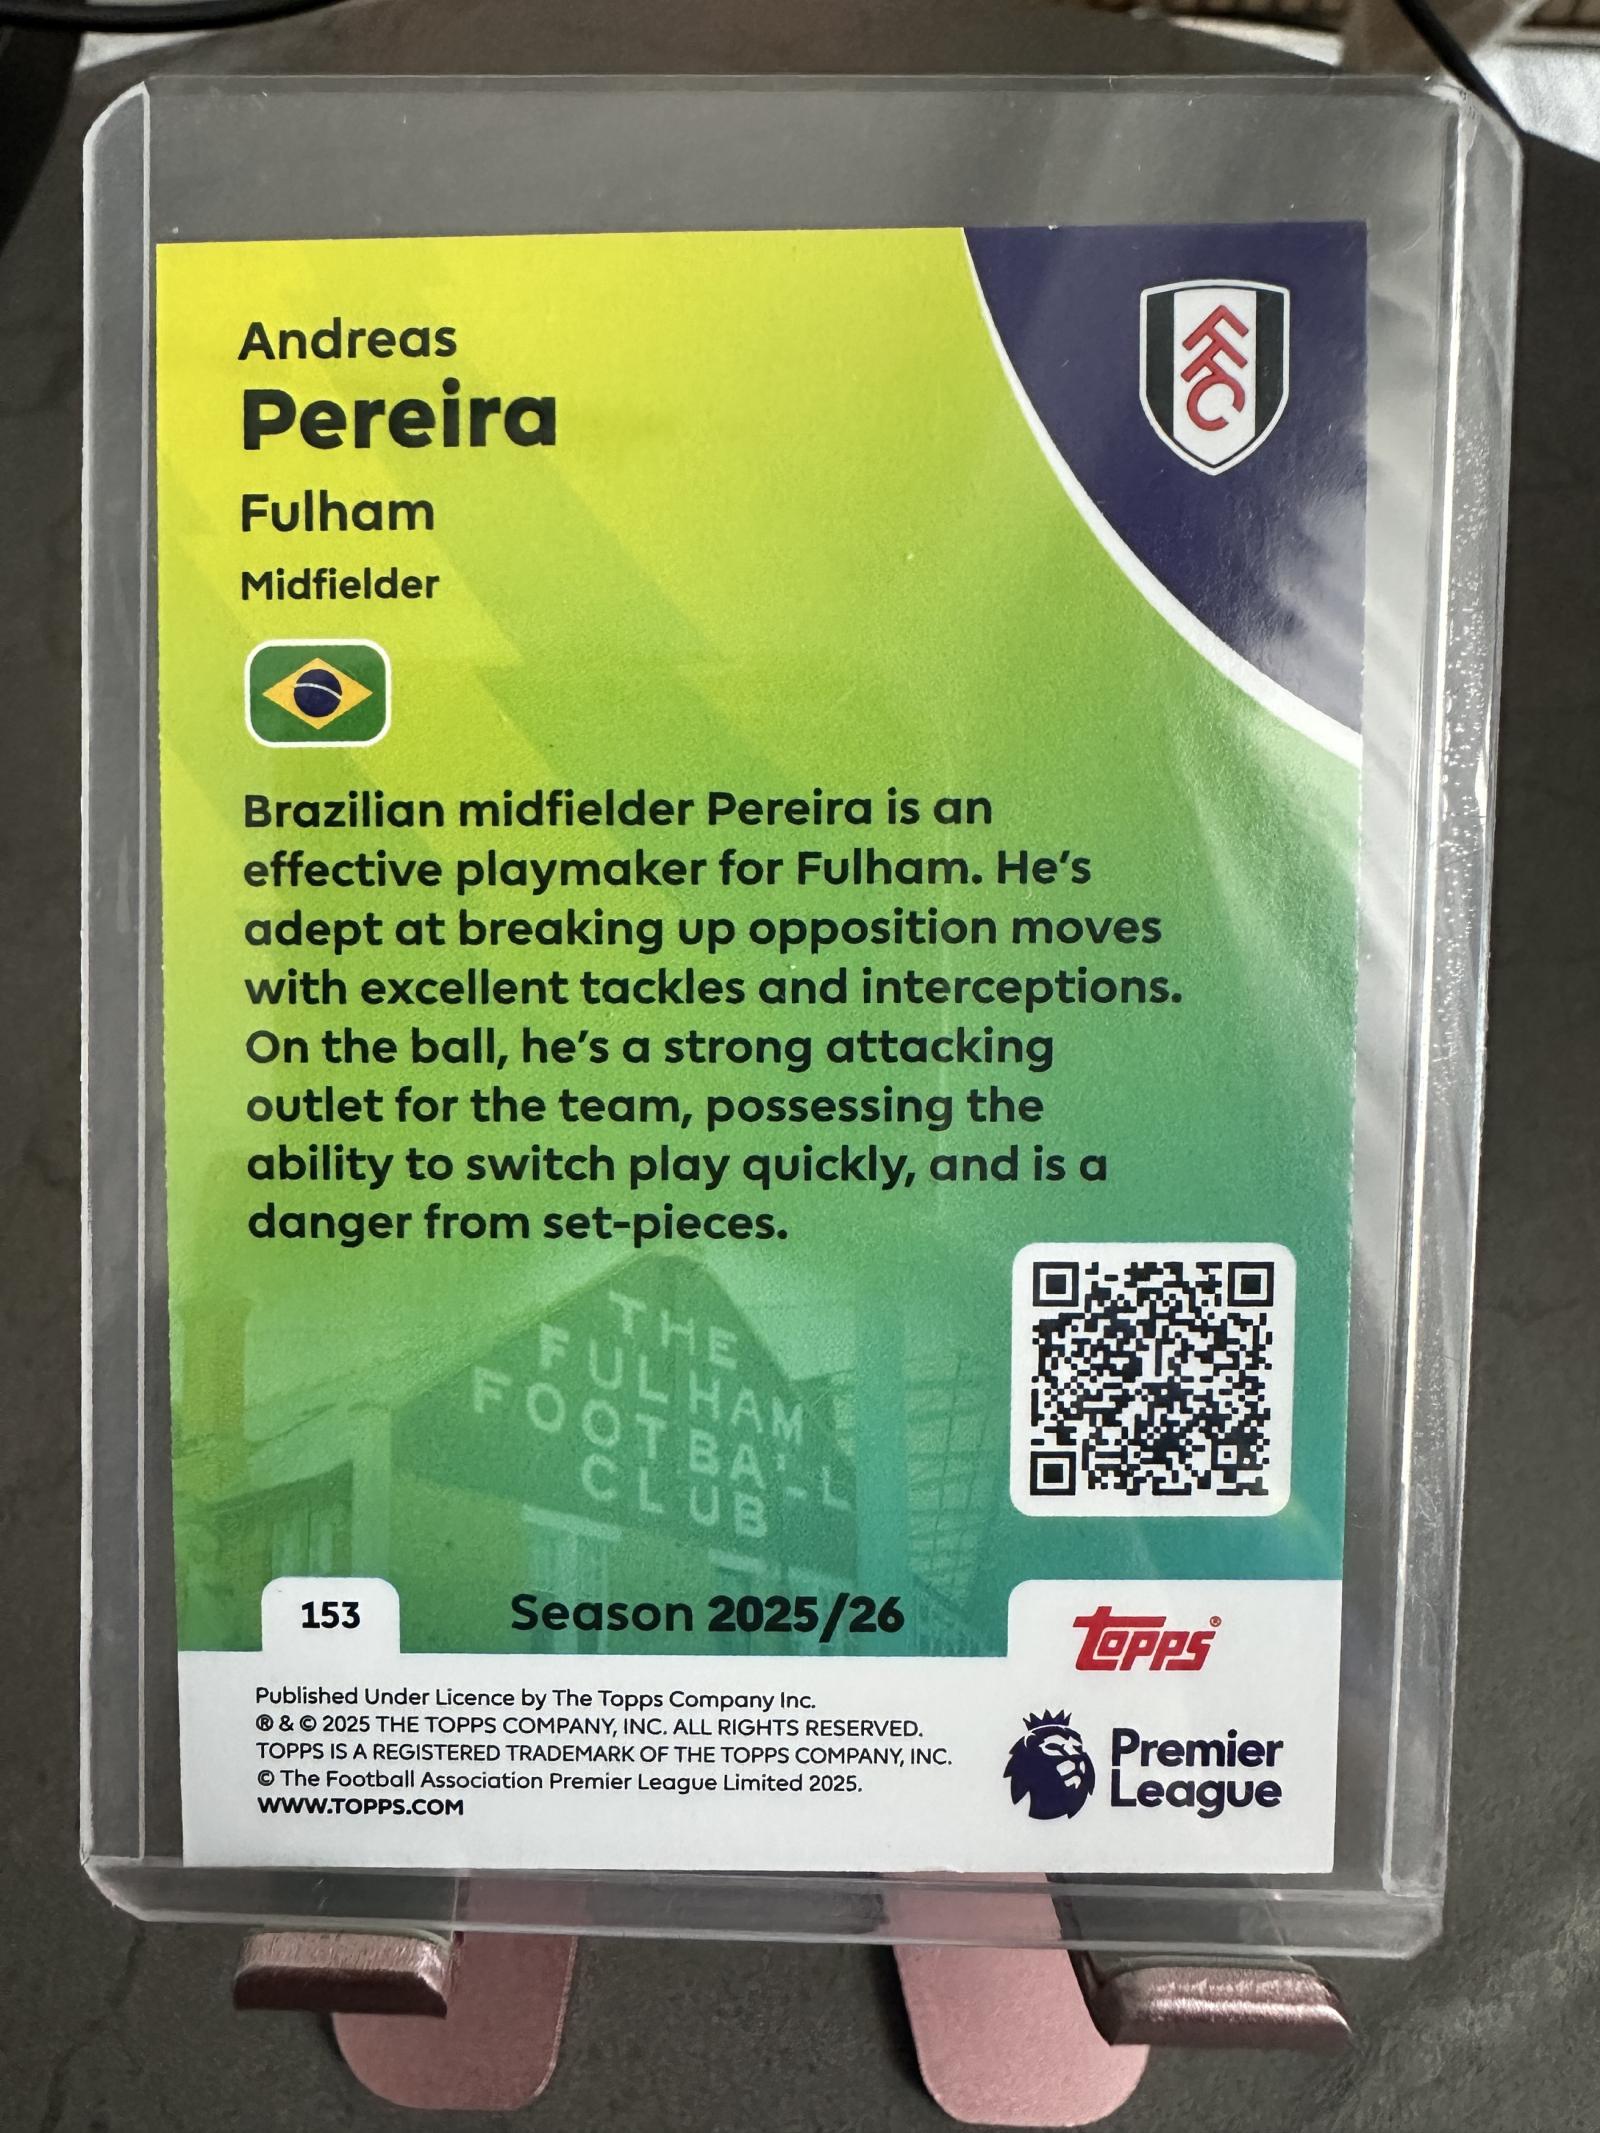 Andreas
Pereira
Fulham
Midfielder
FFC
Brazilian midfielder Pereira is an
effective playmaker for Fulham. He's
adept at breaking up opposition moves
with excellent tackles and interceptions.
On the ball, he's a strong attacking
outlet for the team, possessing the
ability to switch play quickly, and is a
danger from set-pieces.
THE
FULHAM
FOOTBALL
CLUB
153
Season 2025/26
Topps®
Published Under Licence by The Topps Company Inc.
® & © 2025 THE TOPPS COMPANY, INC. ALL RIGHTS RESERVED.
TOPPS IS A REGISTERED TRADEMARK OF THE TOPPS COMPANY, INC.
© The Football Association Premier League Limited 2025.
WWW.TOPPS.COM
Premier
League